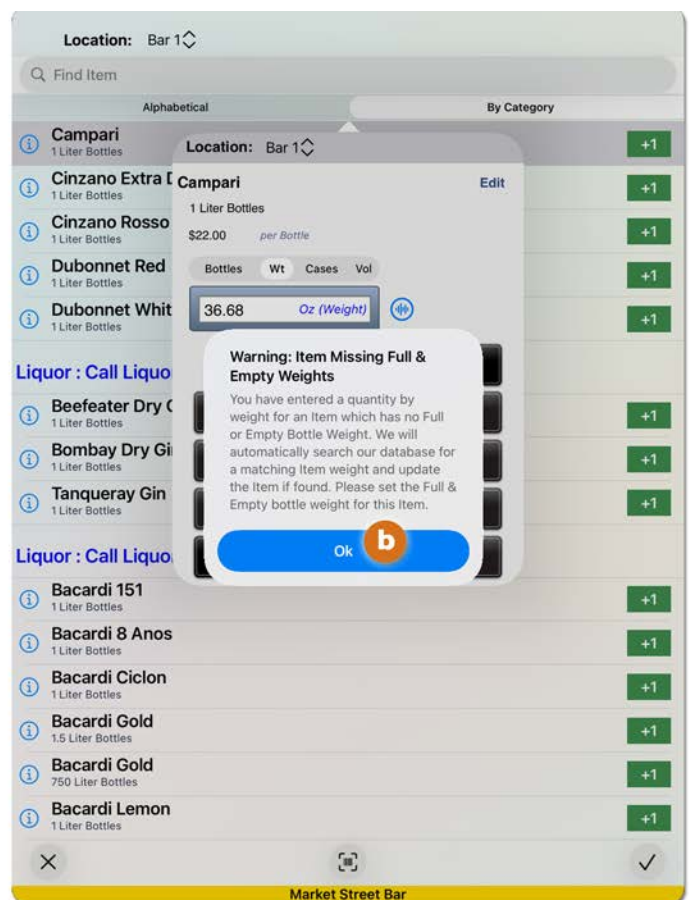 Location: Bar 1
Find Item
Alphabetical By Category
Campari
1 Liter Bottles
+1
Cinzano Extra
1 Liter Bottles
+1
Cinzano Rosso
1 Liter Bottles
+1
Dubonnet Red
1 Liter Bottles
+1
Dubonnet Whit
1 Liter Bottles
+1
Liquor : Call Liquo
Beefeater Dry
1 Liter Bottles
+1
Bombay Dry Gi
1 Liter Bottles
+1
Tanqueray Gin
1 Liter Bottles
+1
Liquor : Call Liquo
Bacardi 151
1 Liter Bottles
+1
Bacardi 8 Anos
1 Liter Bottles
+1
Bacardi Ciclon
1 Liter Bottles
+1
Bacardi Gold
1.5 Liter Bottles
+1
Bacardi Gold
750 Liter Bottles
+1
Bacardi Lemon
1 Liter Bottles
+1
Market Street Bar
Location: Bar 1
Campari Edit
1 Liter Bottles
$22.00 per Bottle
Bottles Wt Cases Vol
36.68 Oz (Weight)
Warning: Item Missing Full &
Empty Weights
You have entered a quantity by
weight for an Item which has no Full
or Empty Bottle Weight. We will
automatically search our database for
a matching Item weight and update
the Item if found. Please set the Full &
Empty bottle weight for this Item.
Ok b